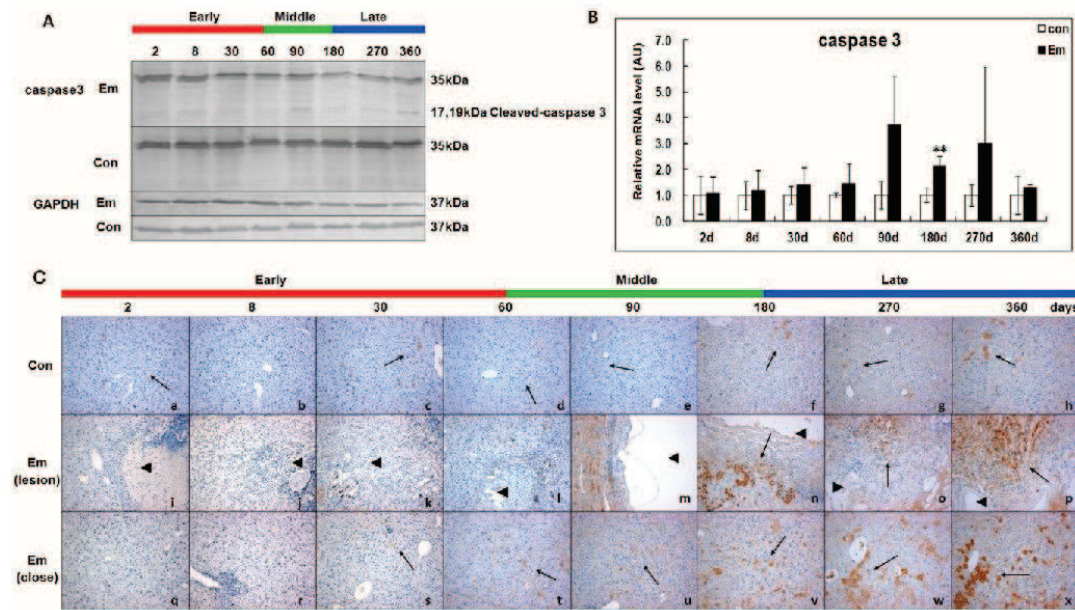 A
Early Middle Late
2 8 30 60 90 180 270 360
caspase3 Em 35kDa
17,19kDa Cleaved-caspase 3
Con 35kDa
GAPDH Em 37kDa
Con 37kDa
B
caspase 3
con
Em
Relative mRNA level (AU)
7.0
6.0
5.0
4.0
3.0
2.0
1.0
0.0
**
2d 8d 30d 60d 90d 180d 270d 360d
C
Early Middle Late
2 8 30 60 90 180 270 360 days
Con a b c d e f g h
Em (lesion) i j k l m n o p
Em (close) q r s t u v w x